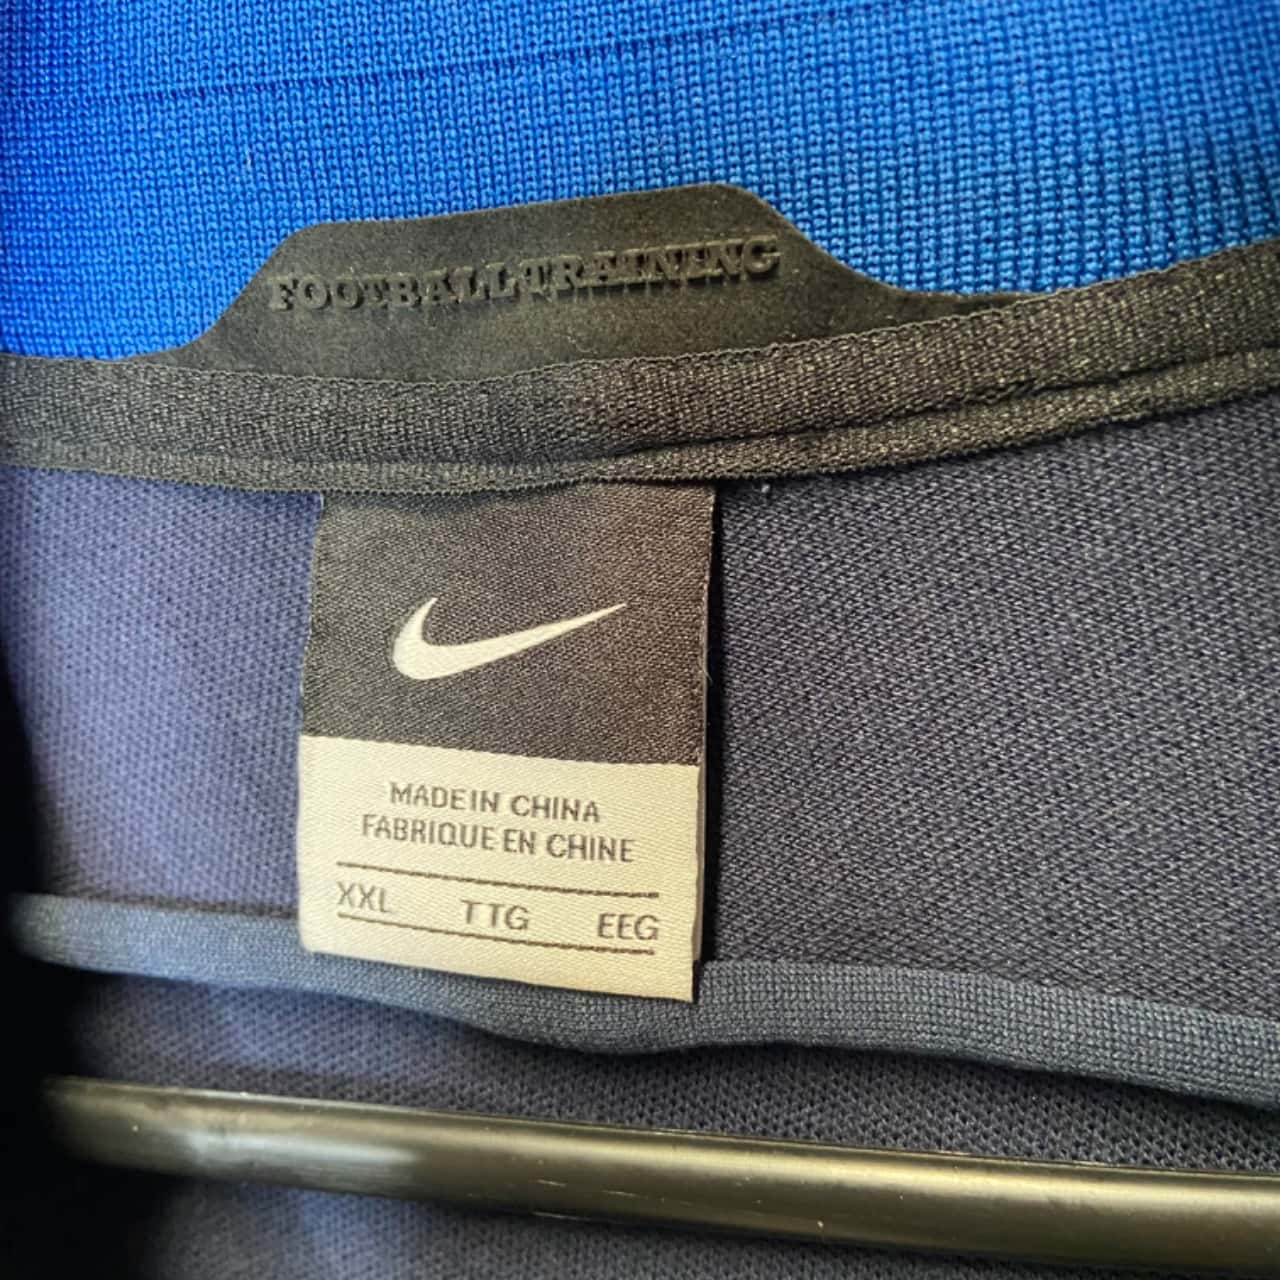 FOOTBALL TRAINING
MADE IN CHINA
FABRIQUE EN CHINE
XXL TTG EEG